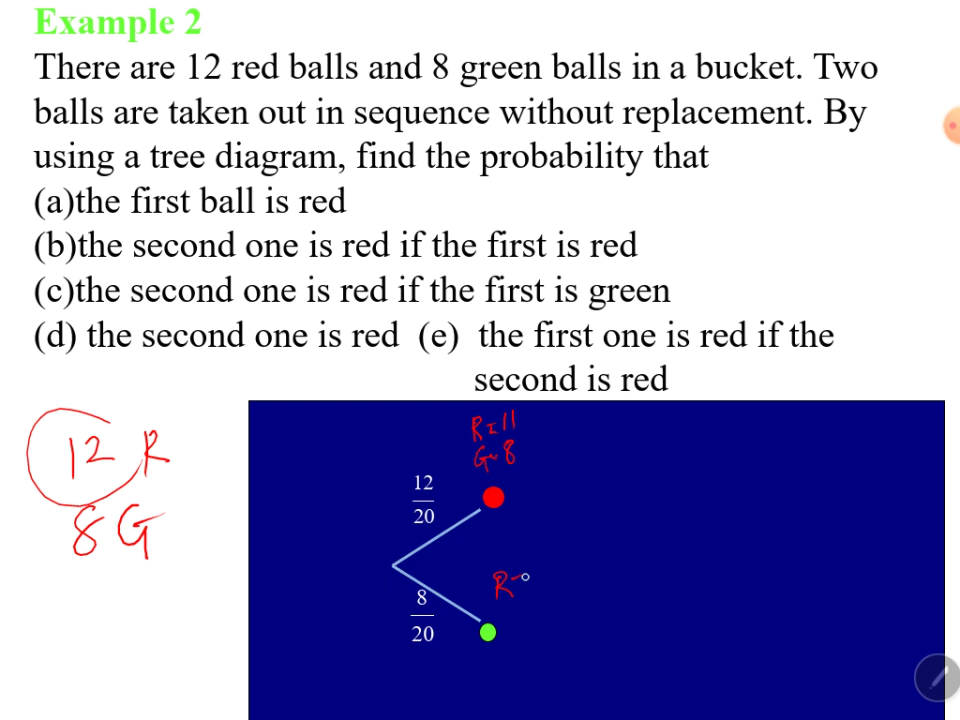 Example 2
There are 12 red balls and 8 green balls in a bucket. Two
balls are taken out in sequence without replacement. By
using a tree diagram, find the probability that
(a)the first ball is red
(b)the second one is red if the first is red
(c)the second one is red if the first is green
(d) the second one is red (e) the first one is red if the
second is red
12 R
8 G
R=11
G=8
12
20
8
20
R